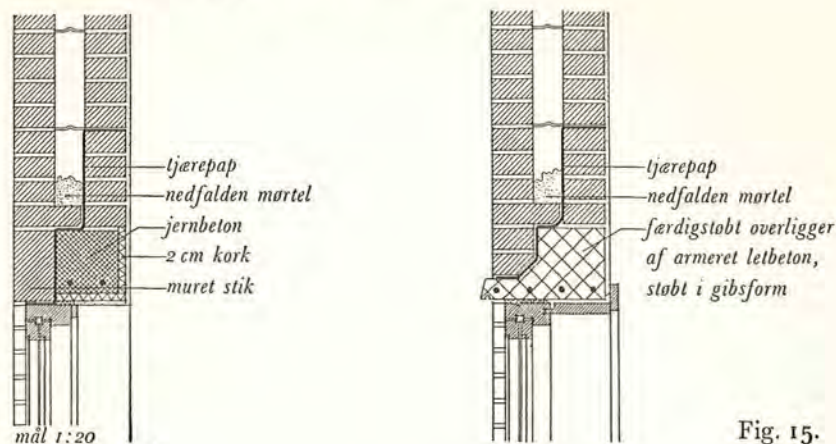 tjærepap
nedfalden mørtel
jernbeton
2 cm kork
muret stik
mål 1:20
tjærepap
nedfalden mørtel
færdigstøbt overligger
af armeret letbeton,
støbt i gibsform
Fig. 15.